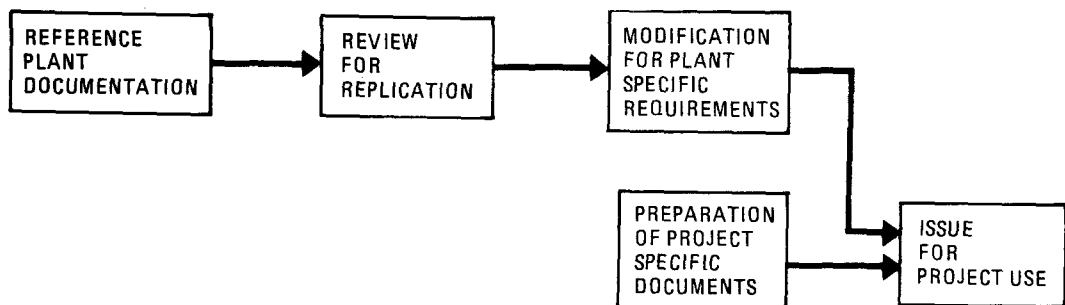 REFERENCE
PLANT
DOCUMENTATION
REVIEW
FOR
REPLICATION
MODIFICATION
FOR PLANT
SPECIFIC
REQUIREMENTS
PREPARATION
OF PROJECT
SPECIFIC
DOCUMENTS
ISSUE
FOR
PROJECT USE